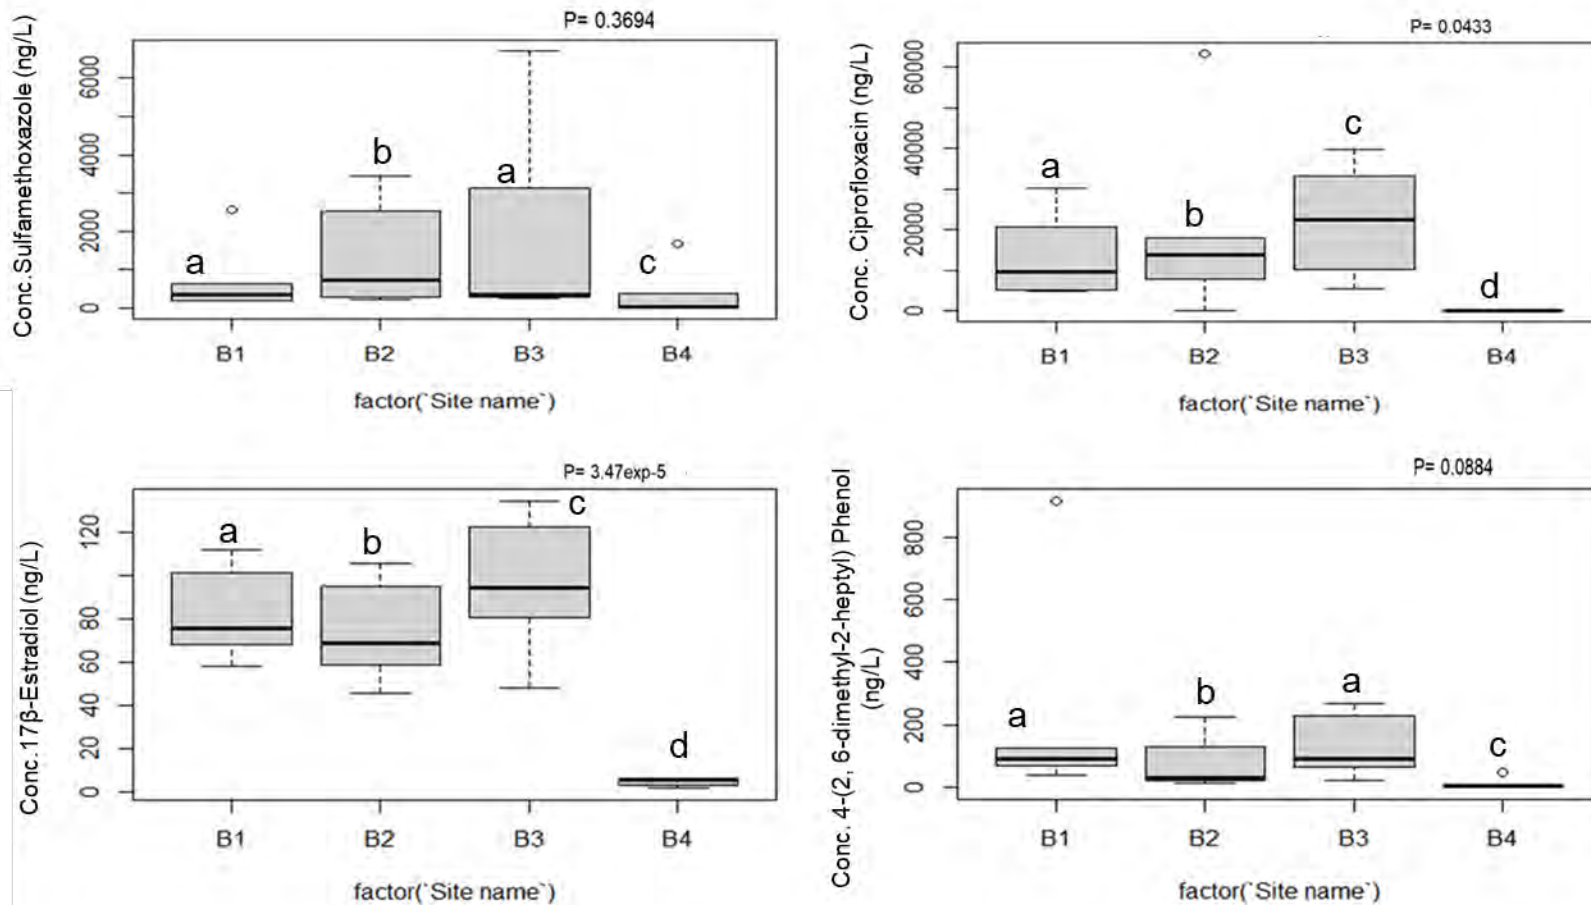 P= 0.3694
Conc.Sulfamethoxazole (ng/L)
6000
4000
2000
0
a
b
a
c
B1 B2 B3 B4
factor(`Site name`)
P= 0.0433
Conc. Ciprofloxacin (ng/L)
60000
40000
20000
0
a
b
c
d
B1 B2 B3 B4
factor(`Site name`)
P= 3.47exp-5
Conc.17β-Estradiol (ng/L)
120
80
60
40
20
0
a
b
c
d
B1 B2 B3 B4
factor(`Site name`)
P= 0.0884
Conc. 4-(2, 6-dimethyl-2-heptyl) Phenol
(ng/L)
800
600
400
200
0
a
b
a
c
B1 B2 B3 B4
factor(`Site name`)